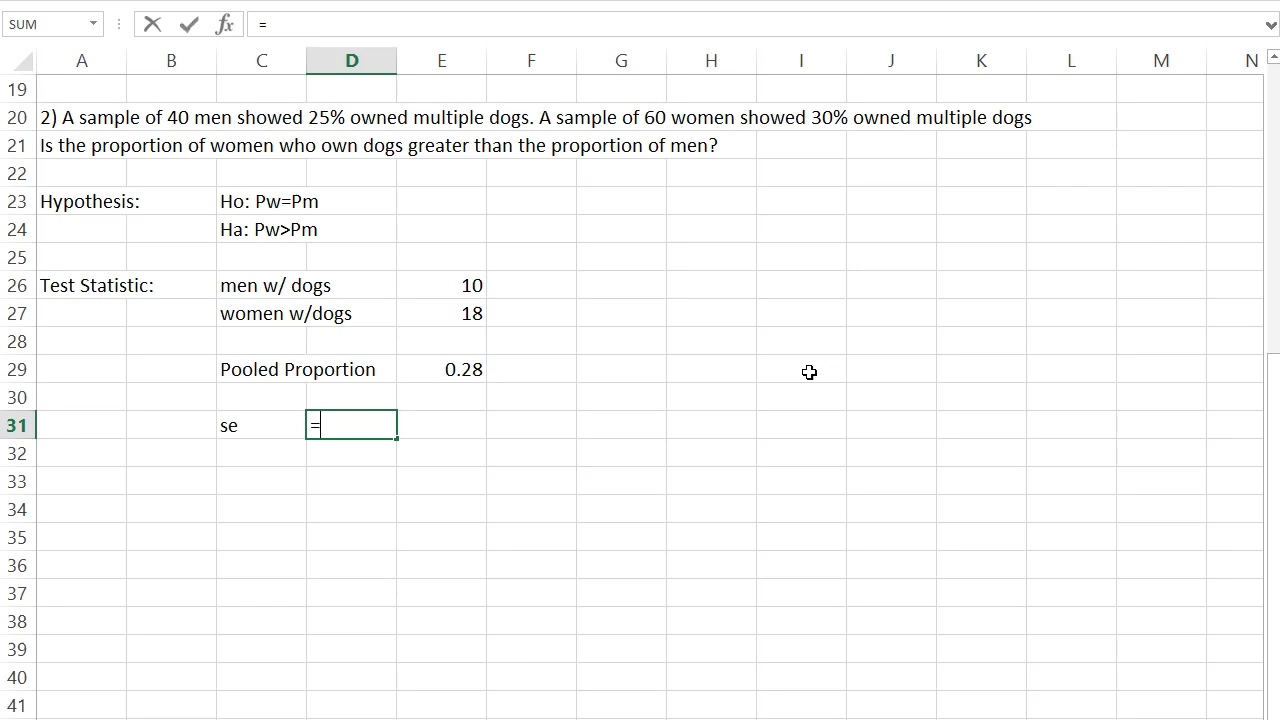 SUM fx =
A B C D E F G H I J K L M N
19
20 2) A sample of 40 men showed 25% owned multiple dogs. A sample of 60 women showed 30% owned multiple dogs
21 Is the proportion of women who own dogs greater than the proportion of men?
22
23 Hypothesis: Ho: Pw=Pm
24 Ha: Pw>Pm
25
26 Test Statistic: men w/ dogs 10
27 women w/dogs 18
28
29 Pooled Proportion 0.28
30
31 se =
32
33
34
35
36
37
38
39
40
41